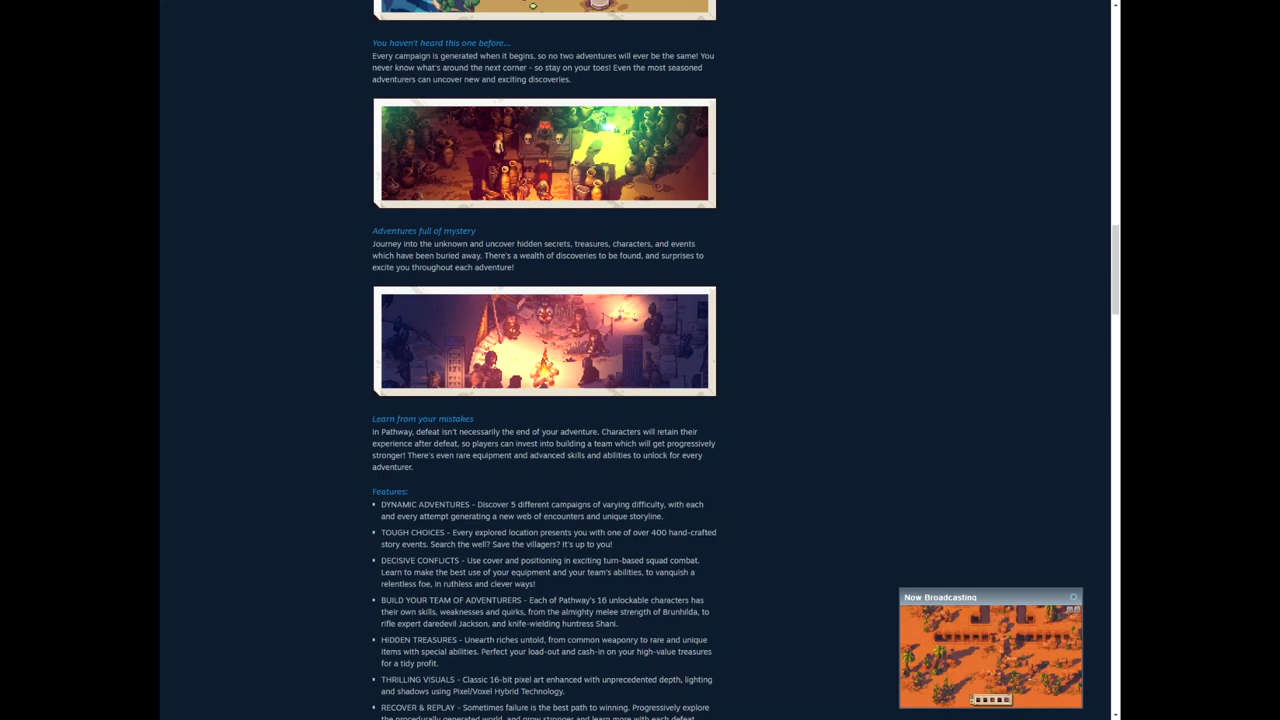 You haven't heard this one before...
Every campaign is generated when it begins, so no two adventures will ever be the same! You
never know what's around the next corner - so stay on your toes! Even the most seasoned
adventurers can uncover new and exciting discoveries.
Adventures full of mystery
Journey into the unknown and uncover hidden secrets, treasures, characters, and events
which have been buried away. There's a wealth of discoveries to be found, and surprises to
excite you throughout each adventure!
Learn from your mistakes
In Pathway, defeat isn't necessarily the end of your adventure. Characters will retain their
experience after defeat, so players can invest into building a team which will get progressively
stronger! There's even rare equipment and advanced skills and abilities to unlock for every
adventurer.
Features:
▪ DYNAMIC ADVENTURES - Discover 5 different campaigns of varying difficulty, with each
and every attempt generating a new web of encounters and unique storyline.
▪ TOUGH CHOICES - Every explored location presents you with one of over 400 hand-crafted
story events. Search the well? Save the villagers? It's up to you!
▪ DECISIVE CONFLICTS - Use cover and positioning in exciting turn-based squad combat.
Learn to make the best use of your equipment and your team's abilities, to vanquish a
relentless foe, in ruthless and clever ways!
▪ BUILD YOUR TEAM OF ADVENTURERS - Each of Pathway's 16 unlockable characters has
their own skills, weaknesses and quirks, from the almighty melee strength of Brunhilda, to
rifle expert daredevil Jackson, and knife-wielding huntress Shani.
▪ HIDDEN TREASURES - Unearth riches untold, from common weaponry to rare and unique
items with special abilities. Perfect your load-out and cash-in on your high-value treasures
for a tidy profit.
▪ THRILLING VISUALS - Classic 16-bit pixel art enhanced with unprecedented depth, lighting
and shadows using Pixel/Voxel Hybrid Technology.
▪ RECOVER & REPLAY - Sometimes failure is the best path to winning. Progressively explore
the procedurally generated world, and grow stronger and learn more with each defeat.
Now Broadcasting